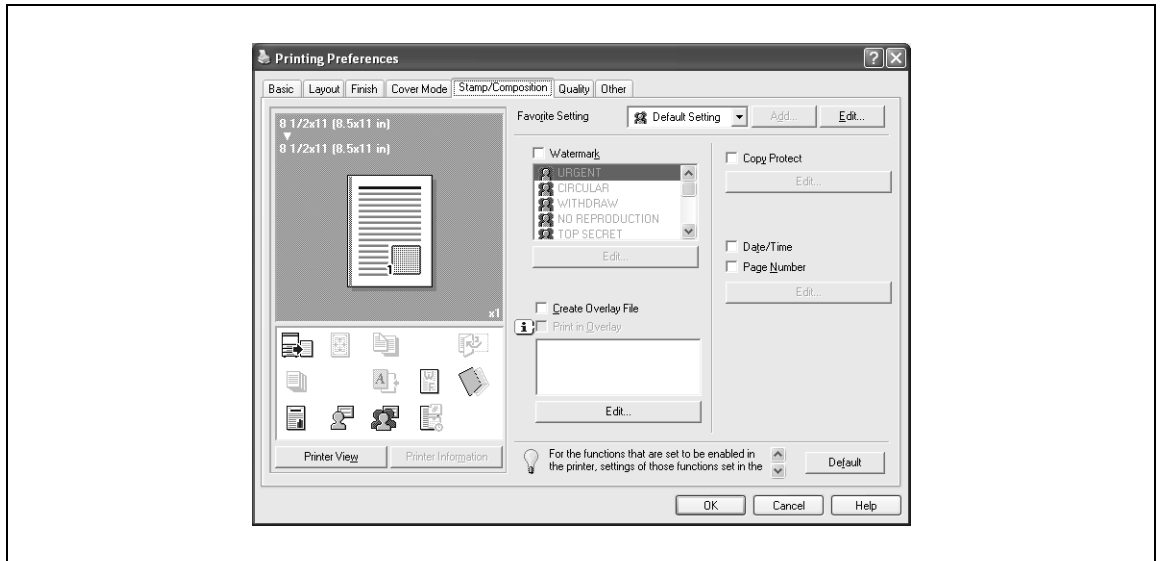 Printing Preferences
Basic Layout Finish Cover Mode Stamp/Composition Quality Other
8 1/2x11 (8.5x11 in)
8 1/2x11 (8.5x11 in)
x1
Printer View Printer Information
Favorite Setting Default Setting Add... Edit...
Watermark
URGENT
CIRCULAR
WITHDRAW
NO REPRODUCTION
TOP SECRET
Edit...
Create Overlay File
Print in Overlay
Edit...
Copy Protect
Edit...
Date/Time
Page Number
Edit...
For the functions that are set to be enabled in
the printer, settings of those functions set in the
Default
OK Cancel Help